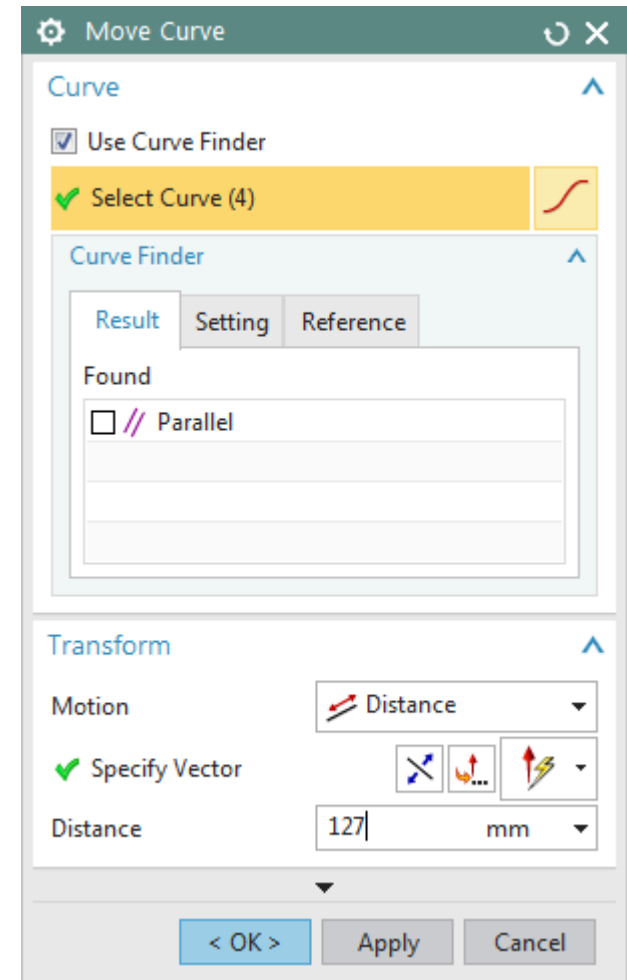 Move Curve
Curve
Use Curve Finder
Select Curve (4)
Curve Finder
Result Setting Reference
Found
Parallel
Transform
Motion Distance
Specify Vector
Distance 127 mm
< OK > Apply Cancel